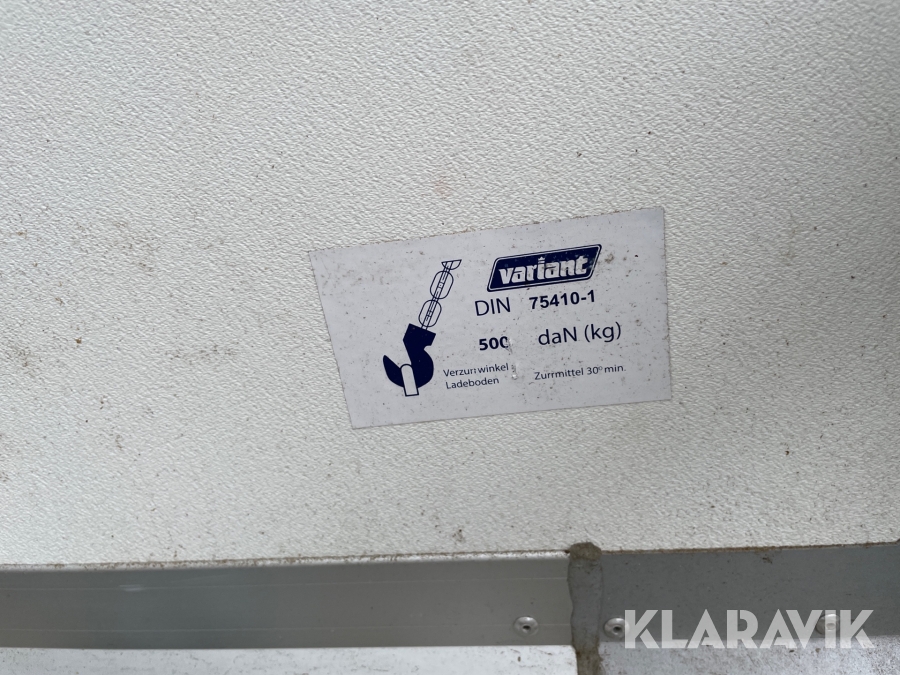 variant
DIN 75410-1
500 daN (kg)
Verzurrwinkel Zurrmittel 30° min.
Ladeboden
KLARAVIK